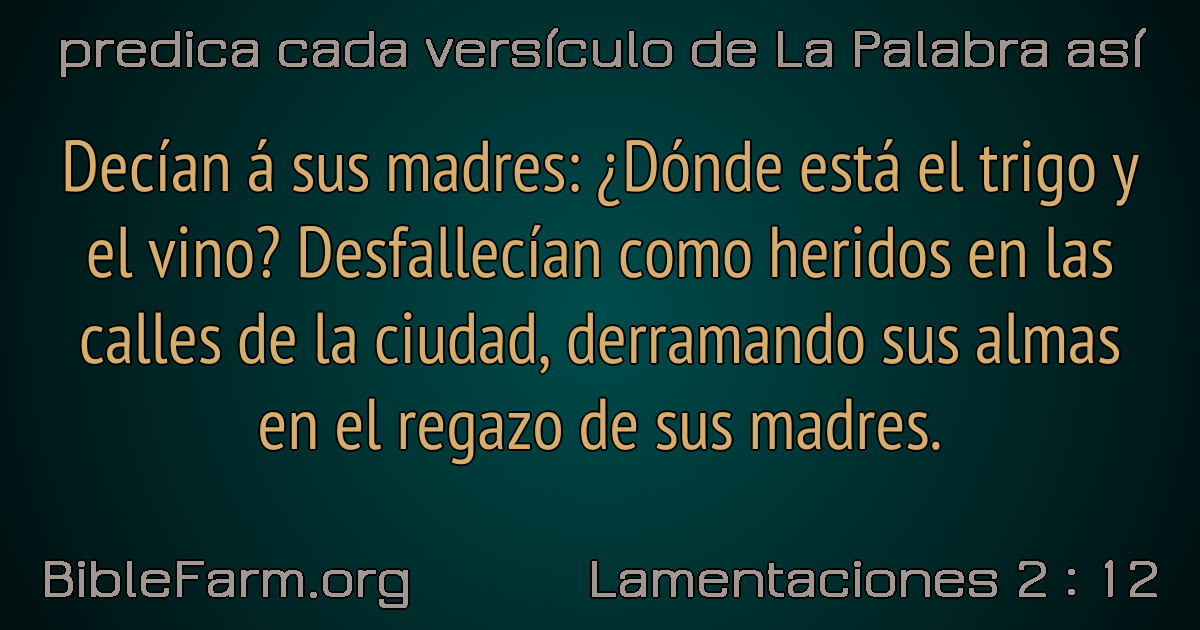 predica cada versículo de La Palabra así
Decían á sus madres: ¿Dónde está el trigo y
el vino? Desfallecían como heridos en las
calles de la ciudad, derramando sus almas
en el regazo de sus madres.
BibleFarm.org
Lamentaciones 2 : 12